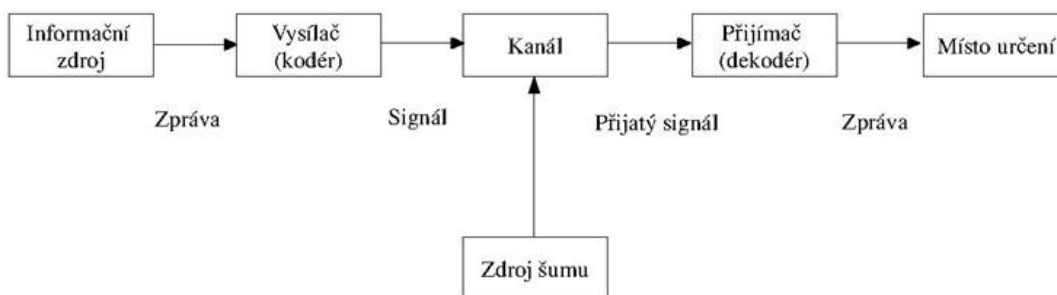 Informační
zdroj
Vysílač
(kodér)
Kanál
Přijímač
(dekodér)
Místo určení
Zpráva
Signál
Přijatý signál
Zpráva
Zdroj šumu